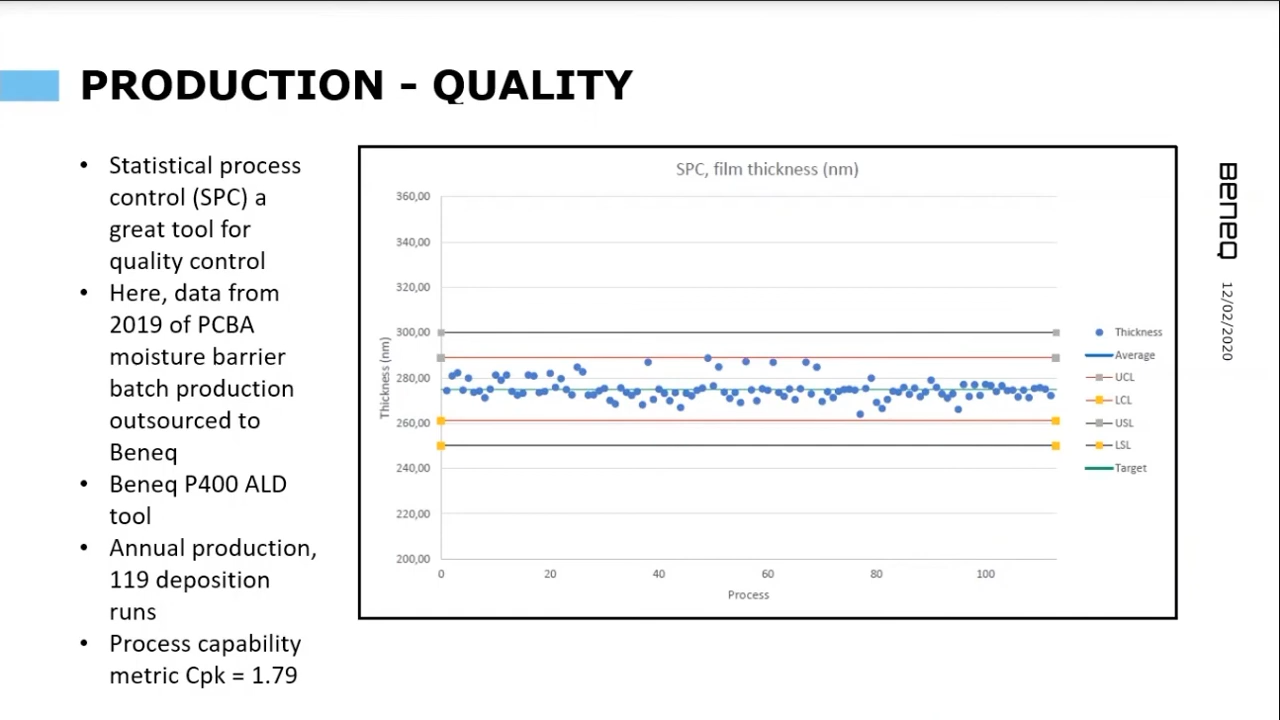 PRODUCTION - QUALITY
• Statistical process
control (SPC) a
great tool for
quality control
• Here, data from
2019 of PCBA
moisture barrier
batch production
outsourced to
Beneq
• Beneq P400 ALD
tool
• Annual production,
119 deposition
runs
• Process capability
metric Cpk = 1.79
SPC, film thickness (nm)
Thickness (nm)
360,00
340,00
320,00
300,00
280,00
260,00
240,00
220,00
200,00
0 20 40 60 80 100
Process
Thickness
Average
UCL
LCL
USL
LSL
Target
Beneq
12/02/2020